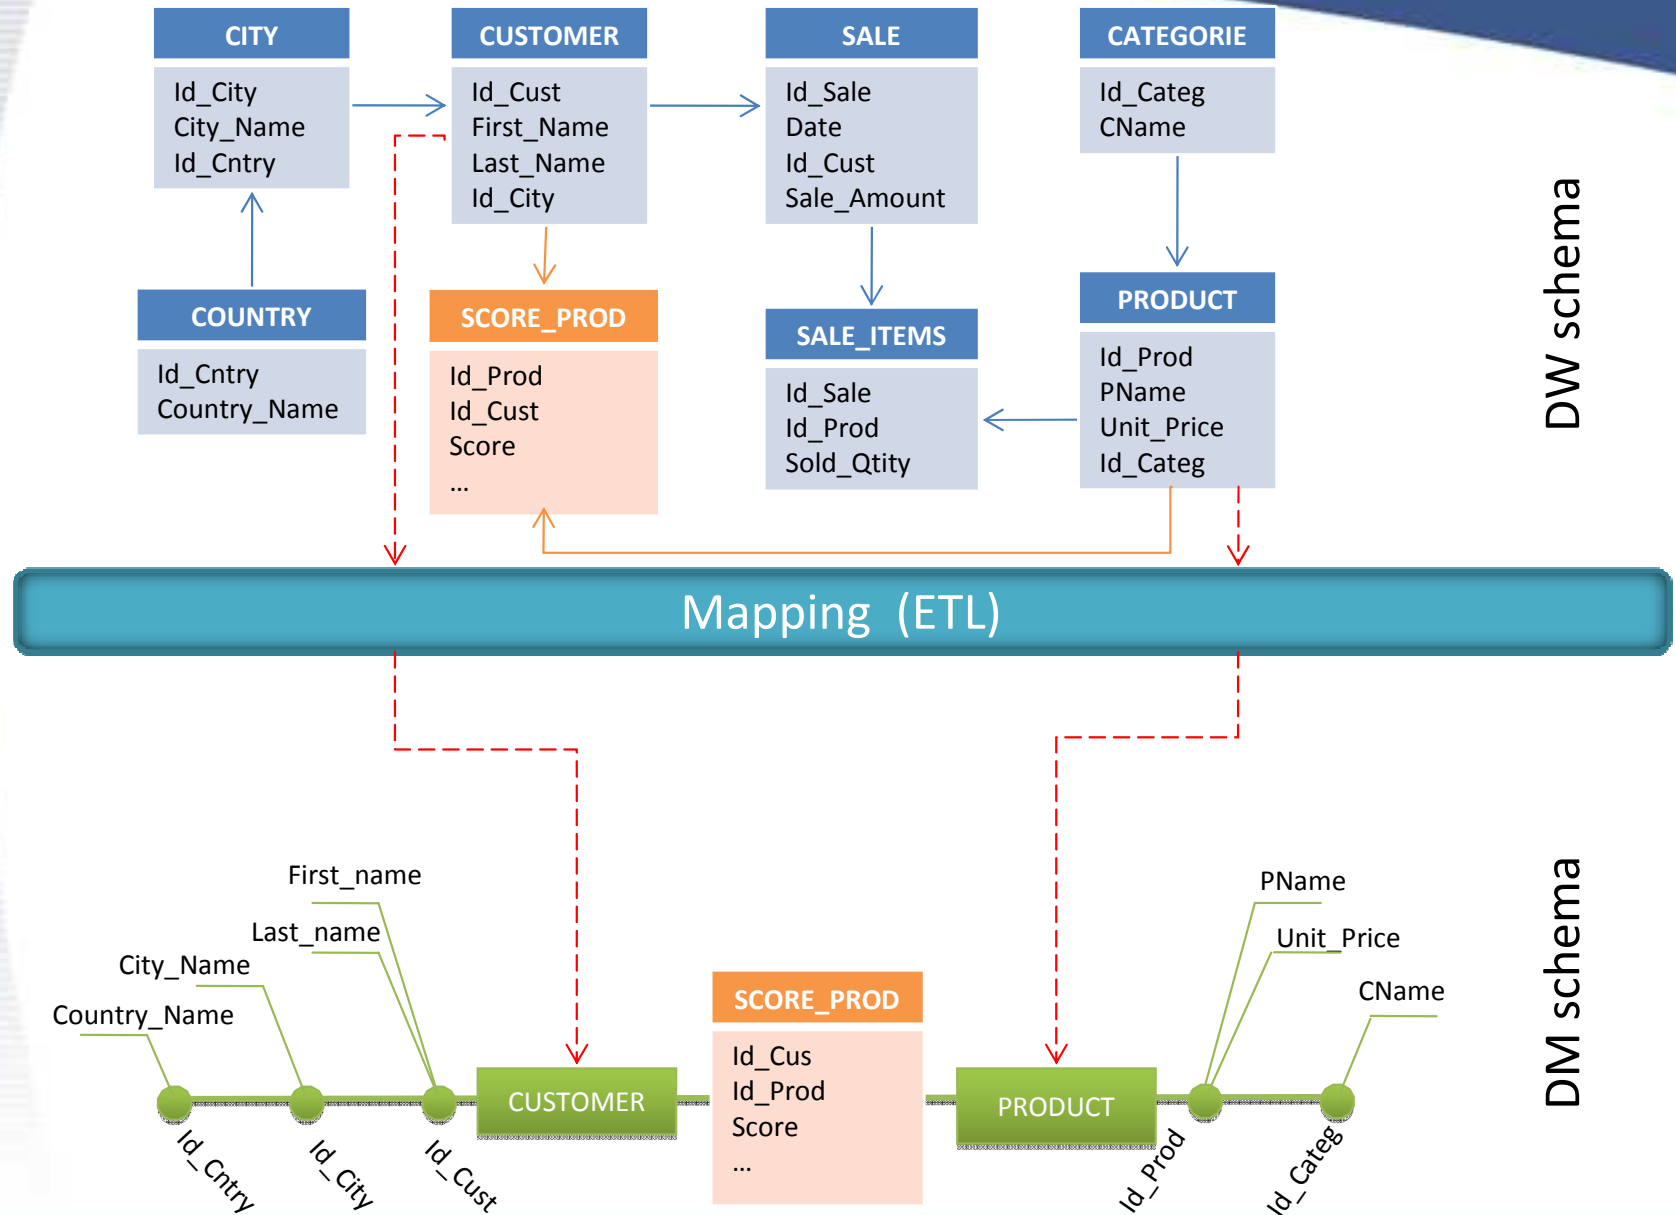 CITY
Id_City
City_Name
Id_Cntry
CUSTOMER
Id_Cust
First_Name
Last_Name
Id_City
SALE
Id_Sale
Date
Id_Cust
Sale_Amount
CATEGORIE
Id_Categ
CName
COUNTRY
Id_Cntry
Country_Name
SCORE_PROD
Id_Prod
Id_Cust
Score
...
SALE_ITEMS
Id_Sale
Id_Prod
Sold_Qtity
PRODUCT
Id_Prod
PName
Unit_Price
Id_Categ
DW schema
Mapping (ETL)
First_name
Last_name
City_Name
Country_Name
Id_Cntry
Id_City
Id_Cust
CUSTOMER
SCORE_PROD
Id_Cus
Id_Prod
Score
...
PRODUCT
PName
Unit_Price
CName
Id_Prod
Id_Categ
DM schema